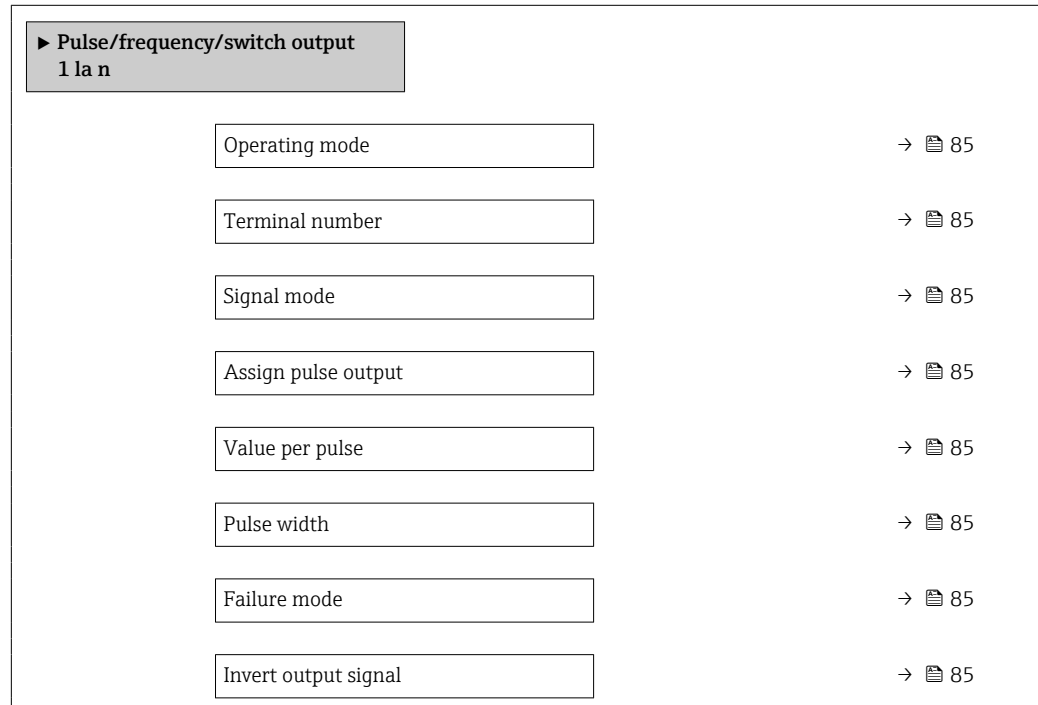 ▶ Pulse/frequency/switch output
1 la n
Operating mode → 85
Terminal number → 85
Signal mode → 85
Assign pulse output → 85
Value per pulse → 85
Pulse width → 85
Failure mode → 85
Invert output signal → 85